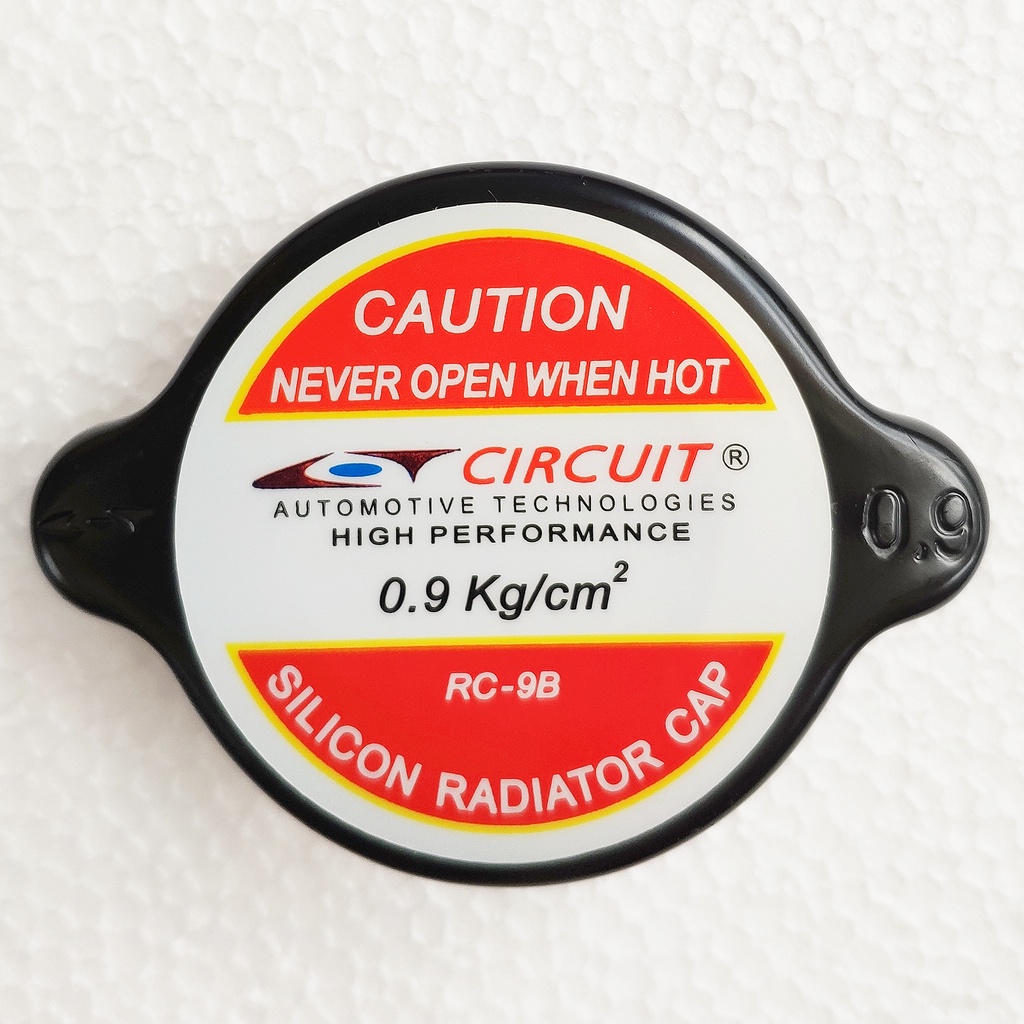 CAUTION
NEVER OPEN WHEN HOT
CIRCUIT ®
AUTOMOTIVE TECHNOLOGIES
HIGH PERFORMANCE
0.9 Kg/cm²
0.9
RC-9B
SILICON RADIATOR CAP